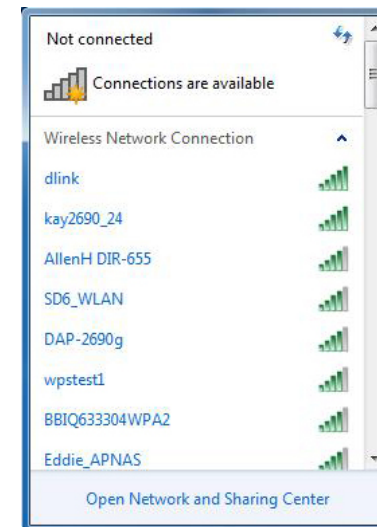 Not connected
Connections are available
Wireless Network Connection
dlink
kay2690_24
AllenH DIR-655
SD6_WLAN
DAP-2690g
wpstest1
BBIQ633304WPA2
Eddie_APNAS
Open Network and Sharing Center